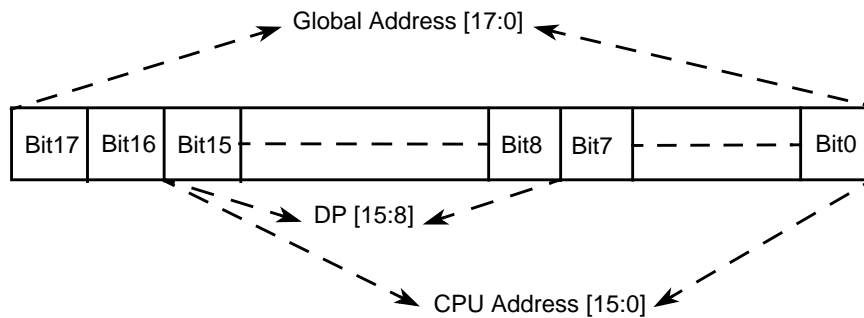 Global Address [17:0]
Bit17 Bit16 Bit15 Bit8 Bit7 Bit0
DP [15:8]
CPU Address [15:0]